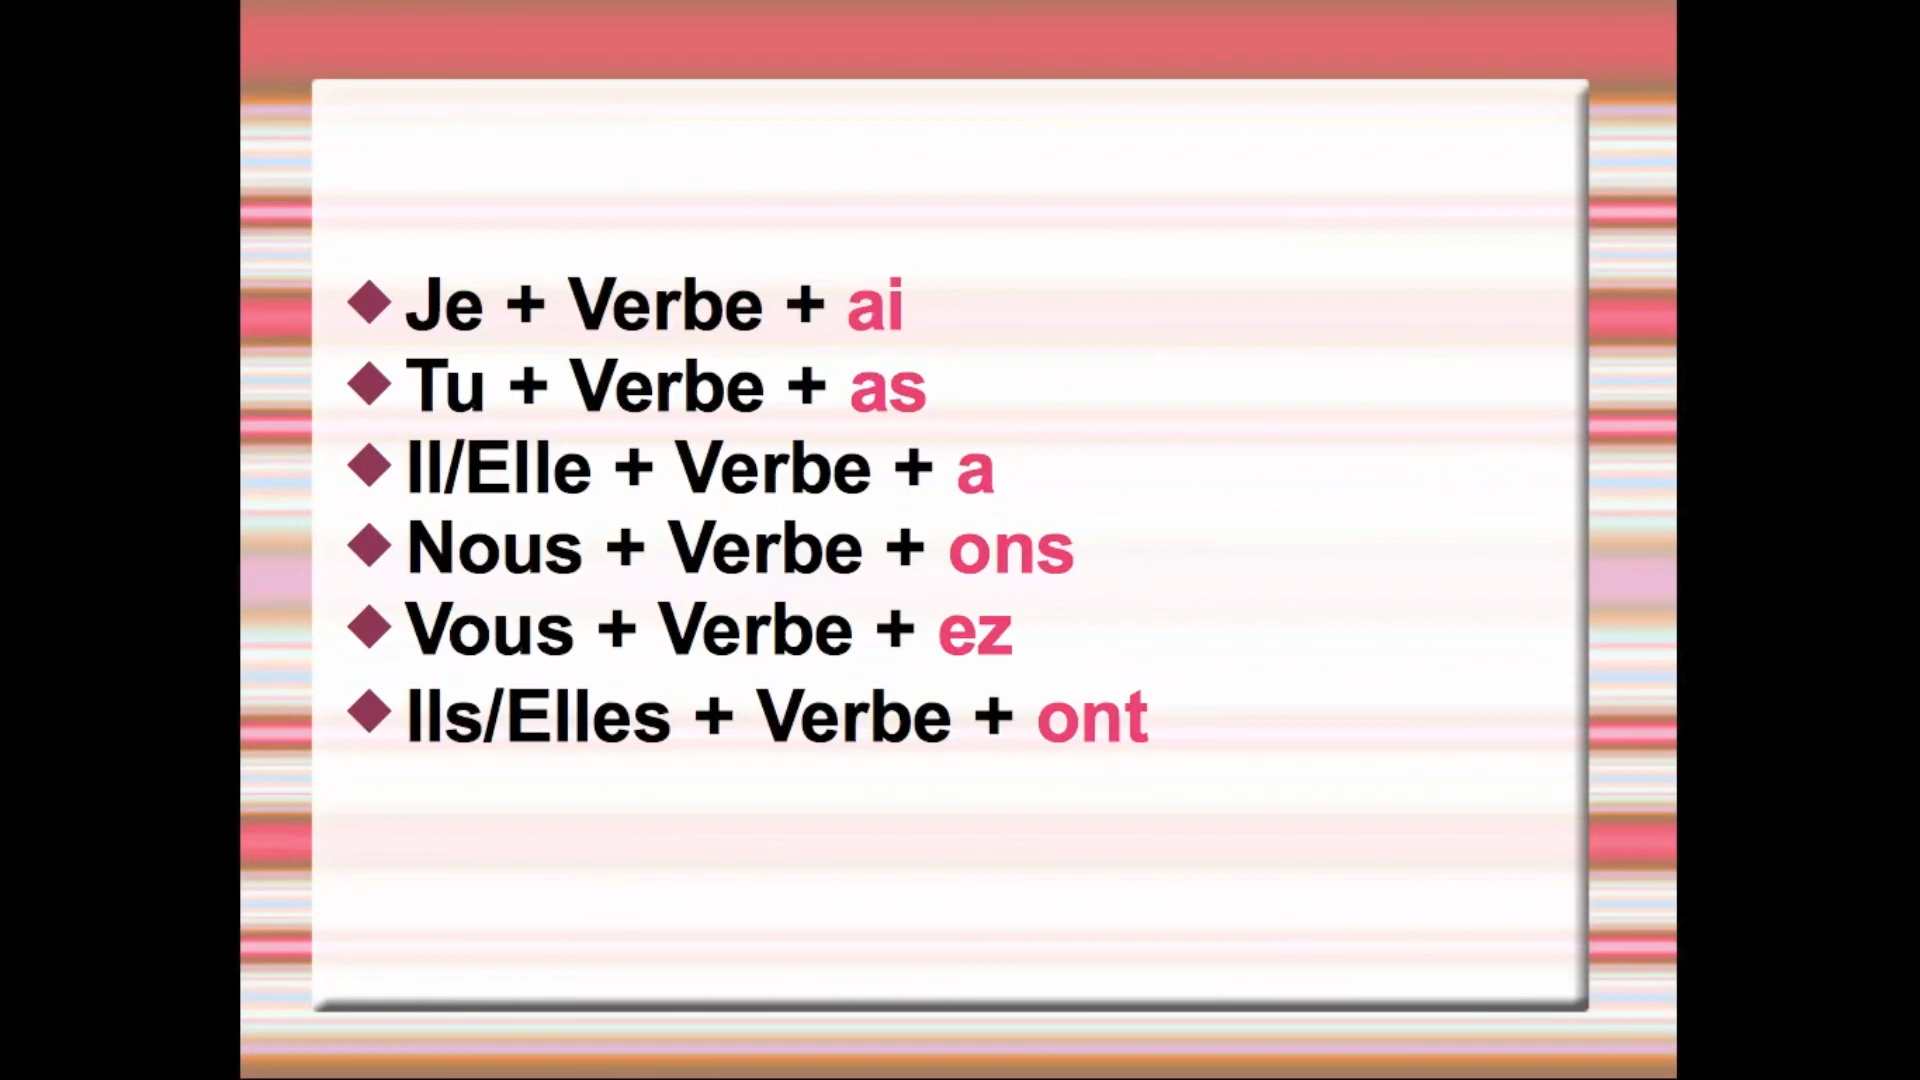 Je + Verbe + ai
Tu + Verbe + as
Il/Elle + Verbe + a
Nous + Verbe + ons
Vous + Verbe + ez
Ils/Elles + Verbe + ont